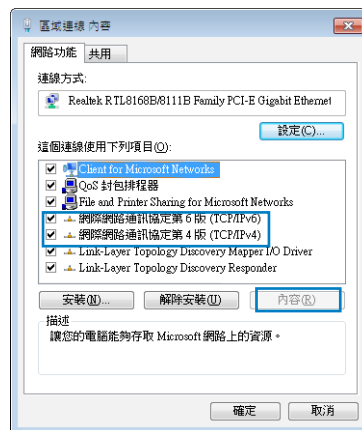 區域連線 內容
網路功能 共用
連線方式:
Realtek RTL8168B/8111B Family PCI-E Gigabit Ethernet
設定(C)...
這個連線使用下列項目(O):
Client for Microsoft Networks
QoS 封包排程器
File and Printer Sharing for Microsoft Networks
網際網路通訊協定第 6 版 (TCP/IPv6)
網際網路通訊協定第 4 版 (TCP/IPv4)
Link-Layer Topology Discovery Mapper I/O Driver
Link-Layer Topology Discovery Responder
安裝(N)... 解除安裝(U) 內容(R)
描述
讓您的電腦能夠存取 Microsoft 網路上的資源。
確定 取消